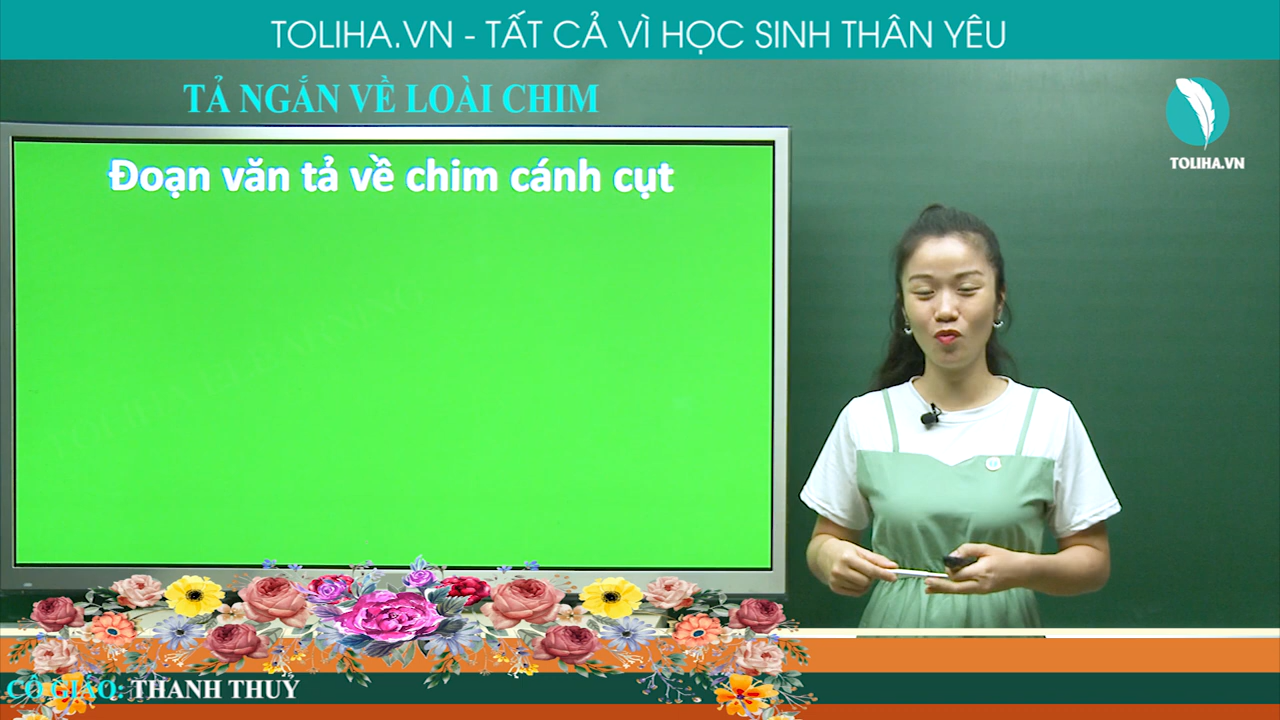 TOLIHA.VN - TẤT CẢ VÌ HỌC SINH THÂN YÊU
TẢ NGẮN VỀ LOÀI CHIM
TOLIHA.VN
Đoạn văn tả về chim cánh cụt
CÔ GIÁO: THANH THUỶ